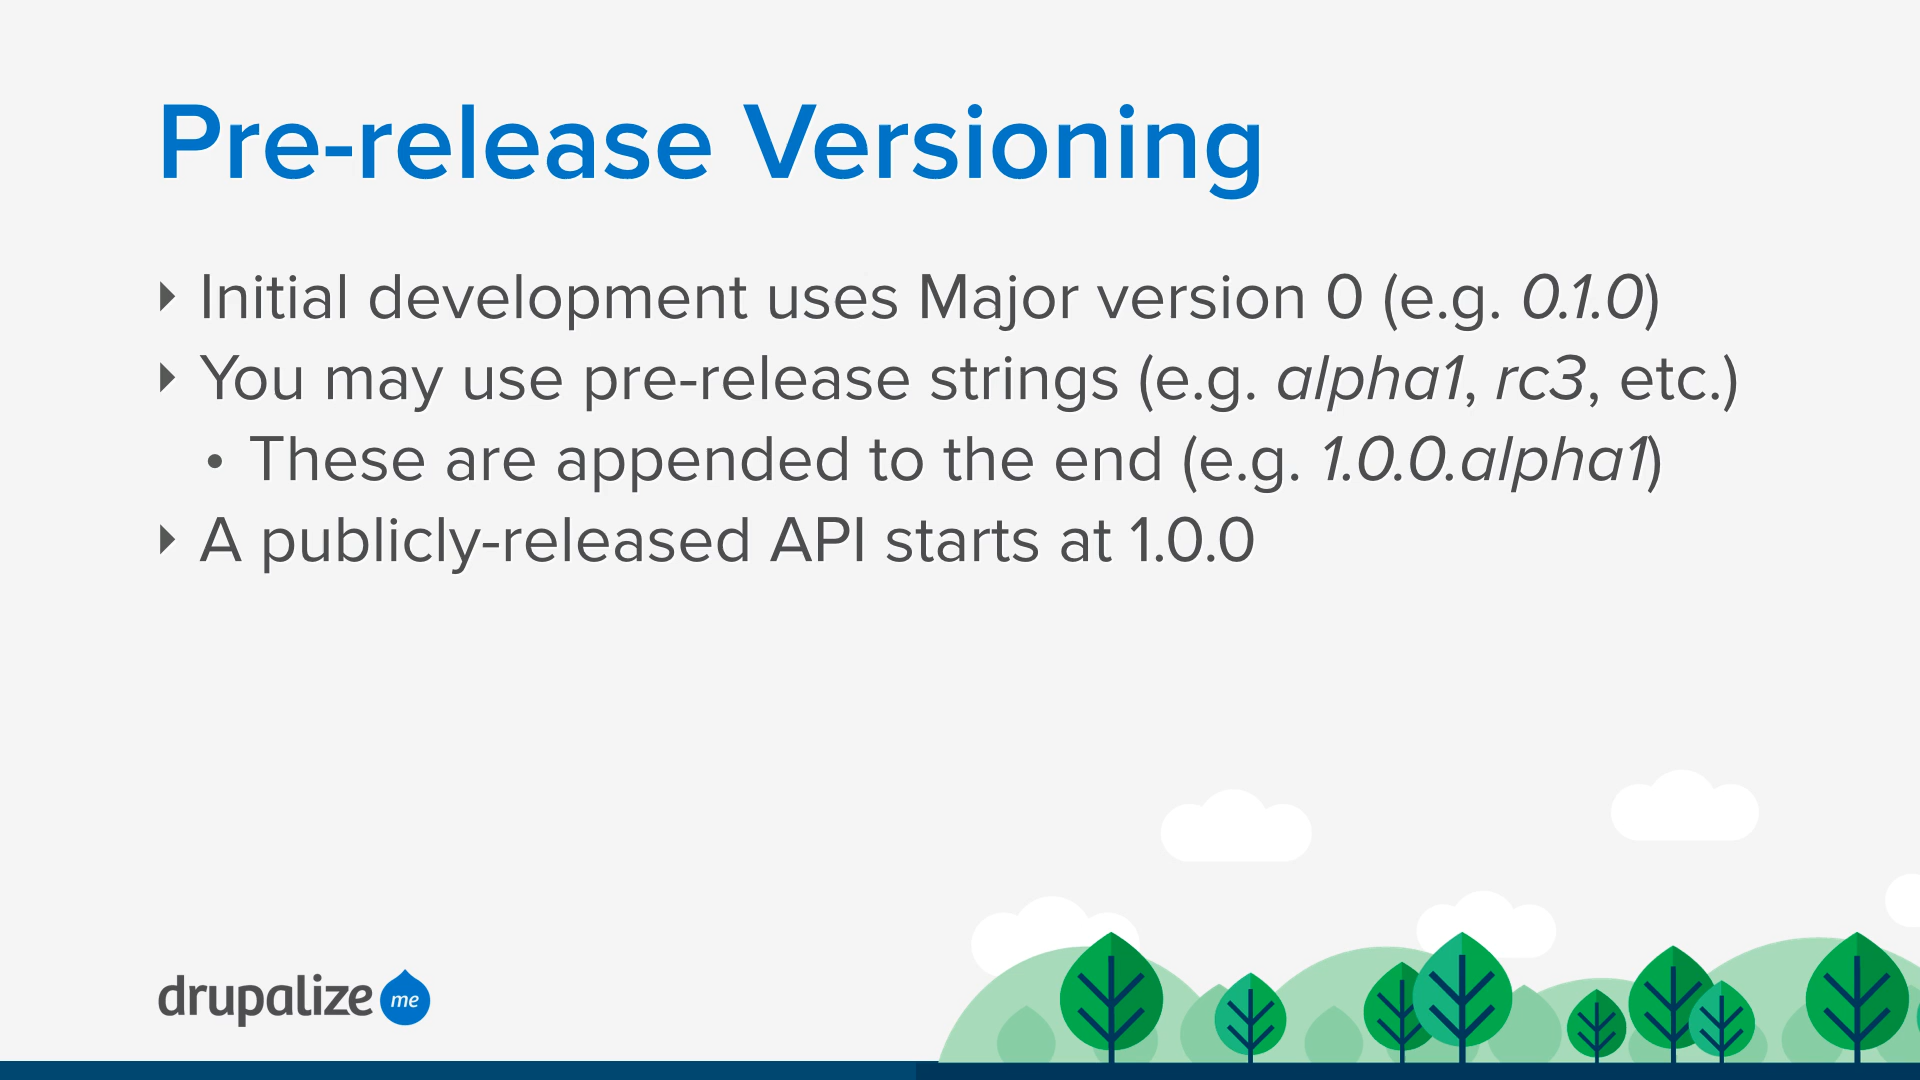 Pre-release Versioning
Initial development uses Major version 0 (e.g. 0.1.0)
You may use pre-release strings (e.g. alpha1, rc3, etc.)
• These are appended to the end (e.g. 1.0.0.alpha1)
A publicly-released API starts at 1.0.0
drupalize me